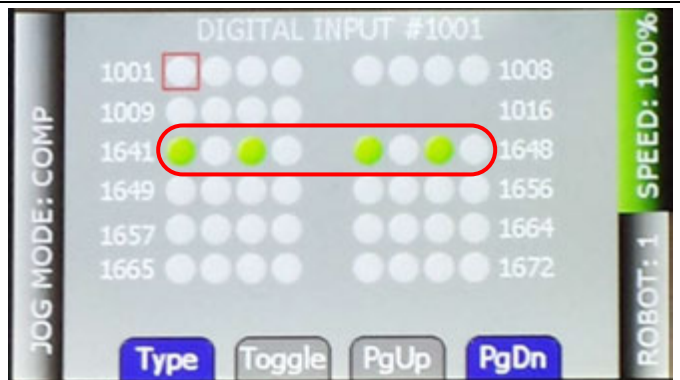 DIGITAL INPUT #1001
1001 1008
1009 1016
1641 1648
1649 1656
1657 1664
1665 1672
JOG MODE: COMP
SPEED: 100%
ROBOT: 1
Type Toggle PgUp PgDn